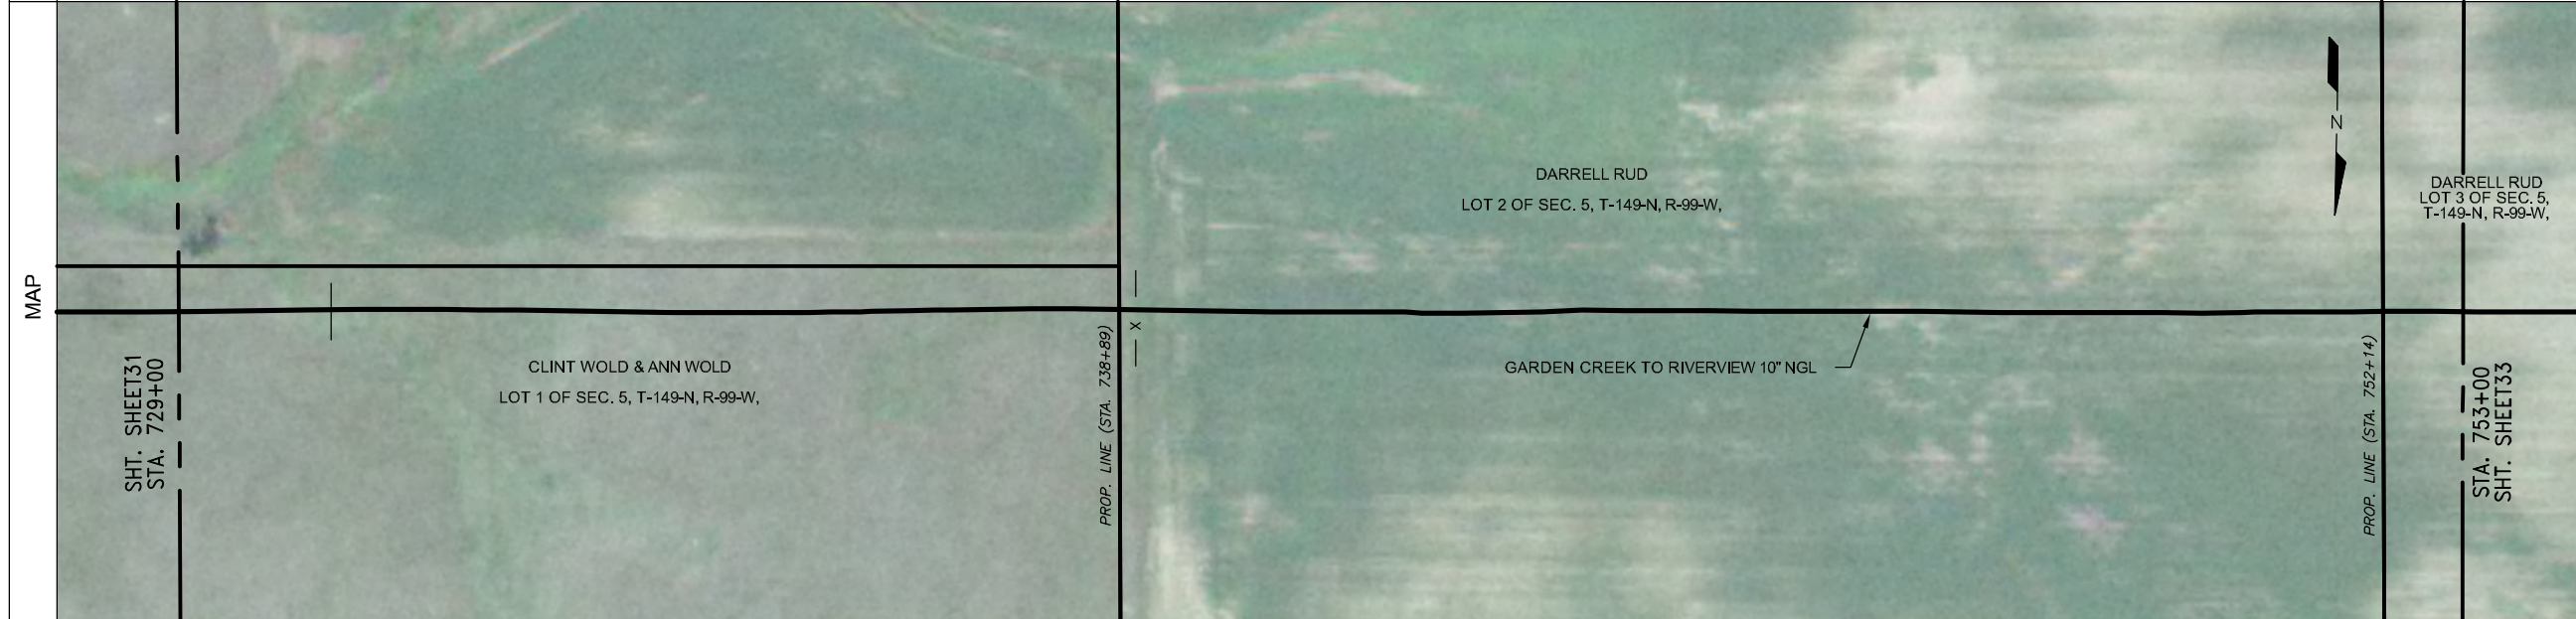 MAP
SHT. SHEET31
STA. 729+00
CLINT WOLD & ANN WOLD
LOT 1 OF SEC. 5, T-149-N, R-99-W,
PROP. LINE (STA. 738+89)
X
DARRELL RUD
LOT 2 OF SEC. 5, T-149-N, R-99-W,
GARDEN CREEK TO RIVERVIEW 10" NGL
N
PROP. LINE (STA. 752+14)
DARRELL RUD
LOT 3 OF SEC. 5,
T-149-N, R-99-W,
STA. 753+00
SHT. SHEET33